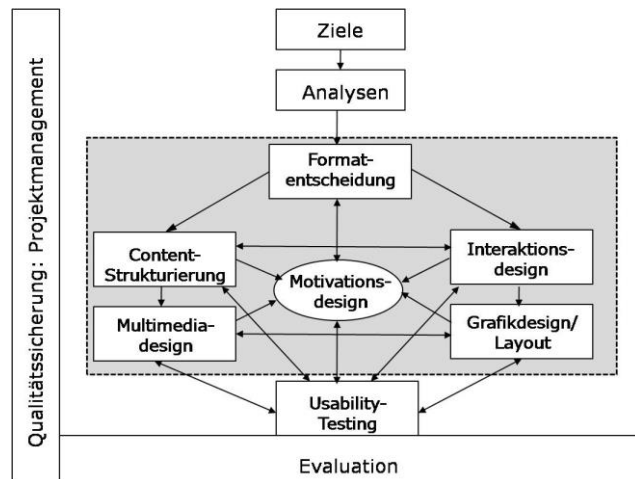 Qualitätssicherung: Projektmanagement
Ziele
Analysen
Format-
entscheidung
Content-
Strukturierung
Interaktions-
design
Motivations-
design
Multimedia-
design
Grafikdesign/
Layout
Usability-
Testing
Evaluation